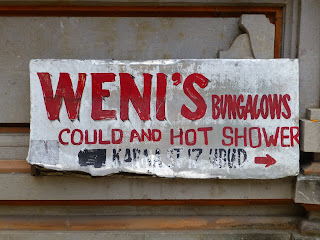 WENI'S BUNGALOWS
COULD AND HOT SHOWER
UBUD